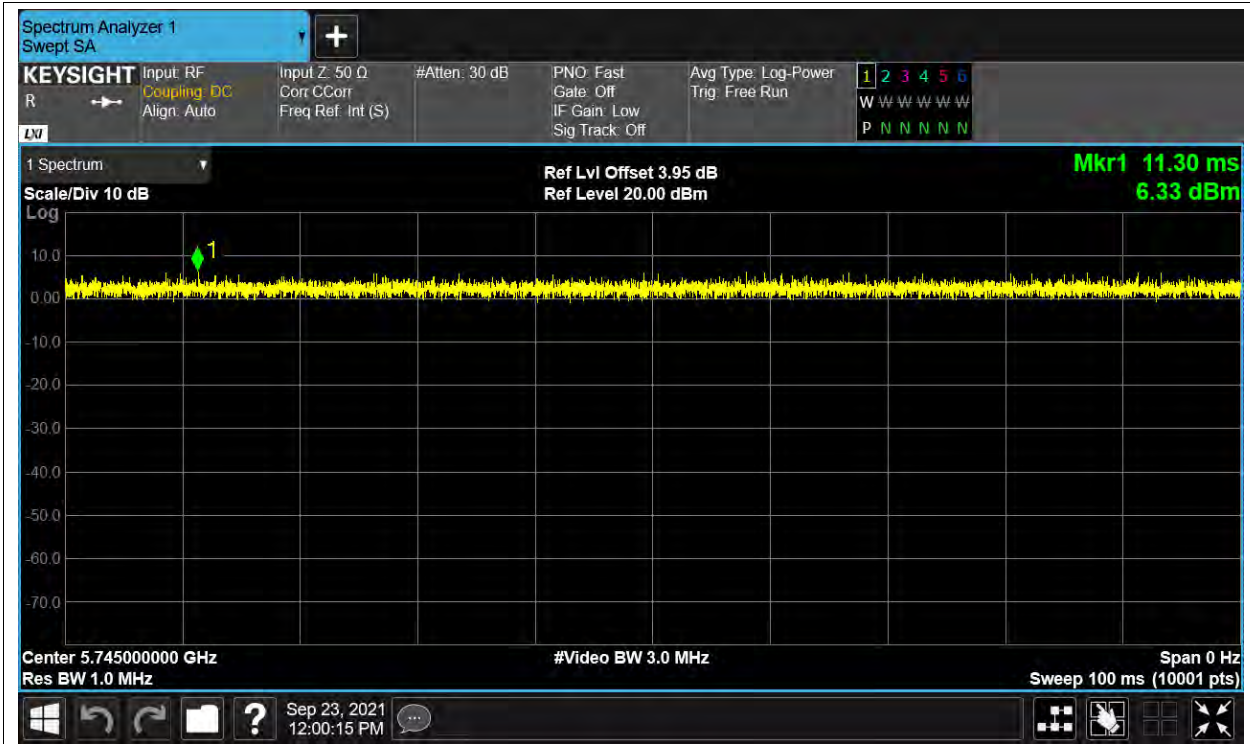 Spectrum Analyzer 1
Swept SA
KEYSIGHT
R
LXI
Input: RF
Coupling: DC
Align: Auto
Input Z: 50 Ω
Corr CCorr
Freq Ref: Int (S)
#Atten: 30 dB
PNO: Fast
Gate: Off
IF Gain: Low
Sig Track: Off
Avg Type: Log-Power
Trig: Free Run
1 2 3 4 5 6
W W W W W W
P N N N N N
1 Spectrum
Scale/Div 10 dB
Ref Lvl Offset 3.95 dB
Ref Level 20.00 dBm
Mkr1 11.30 ms
6.33 dBm
Log
1
10.0
0.00
-10.0
-20.0
-30.0
-40.0
-50.0
-60.0
-70.0
Center 5.745000000 GHz
#Video BW 3.0 MHz
Span 0 Hz
Res BW 1.0 MHz
Sweep 100 ms (10001 pts)
?
Sep 23, 2021
12:00:15 PM